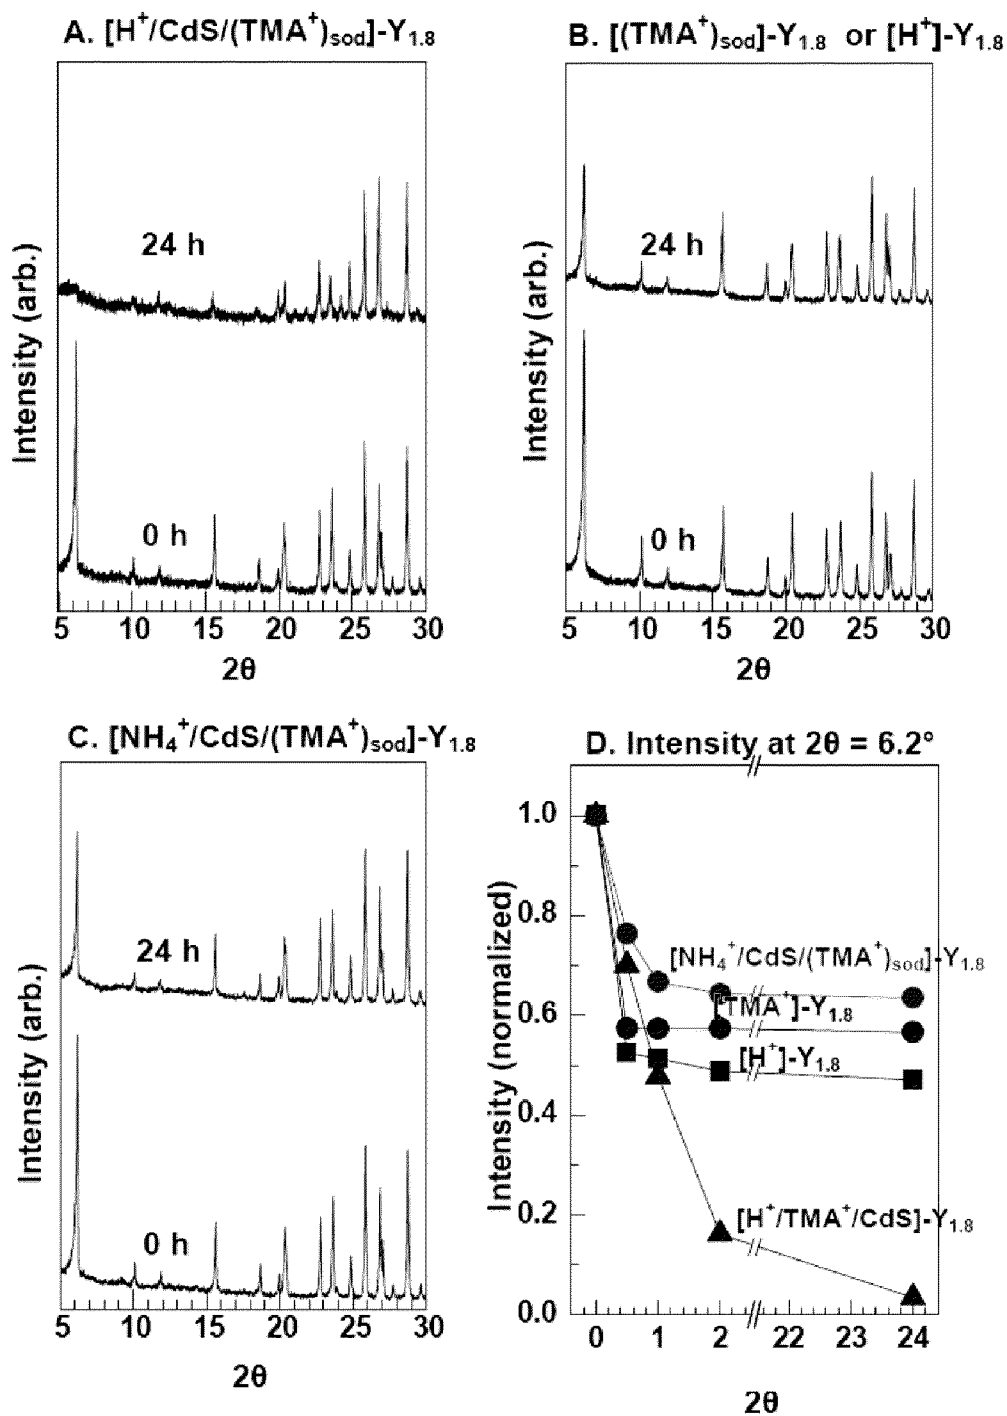 A. [H⁺/CdS/(TMA⁺)sod]-Y1.8
Intensity (arb.)
24 h
0 h
5 10 15 20 25 30
2θ
B. [(TMA⁺)sod]-Y1.8 or [H⁺]-Y1.8
Intensity (arb.)
24 h
0 h
5 10 15 20 25 30
2θ
C. [NH4⁺/CdS/(TMA⁺)sod]-Y1.8
Intensity (arb.)
24 h
0 h
5 10 15 20 25 30
2θ
D. Intensity at 2θ = 6.2°
Intensity (normalized)
1.0
0.8
0.6
0.4
0.2
0.0
[NH4⁺/CdS/(TMA⁺)sod]-Y1.8
[TMA⁺]-Y1.8
[H⁺]-Y1.8
[H⁺/TMA⁺/CdS]-Y1.8
0 1 2 22 23 24
2θ